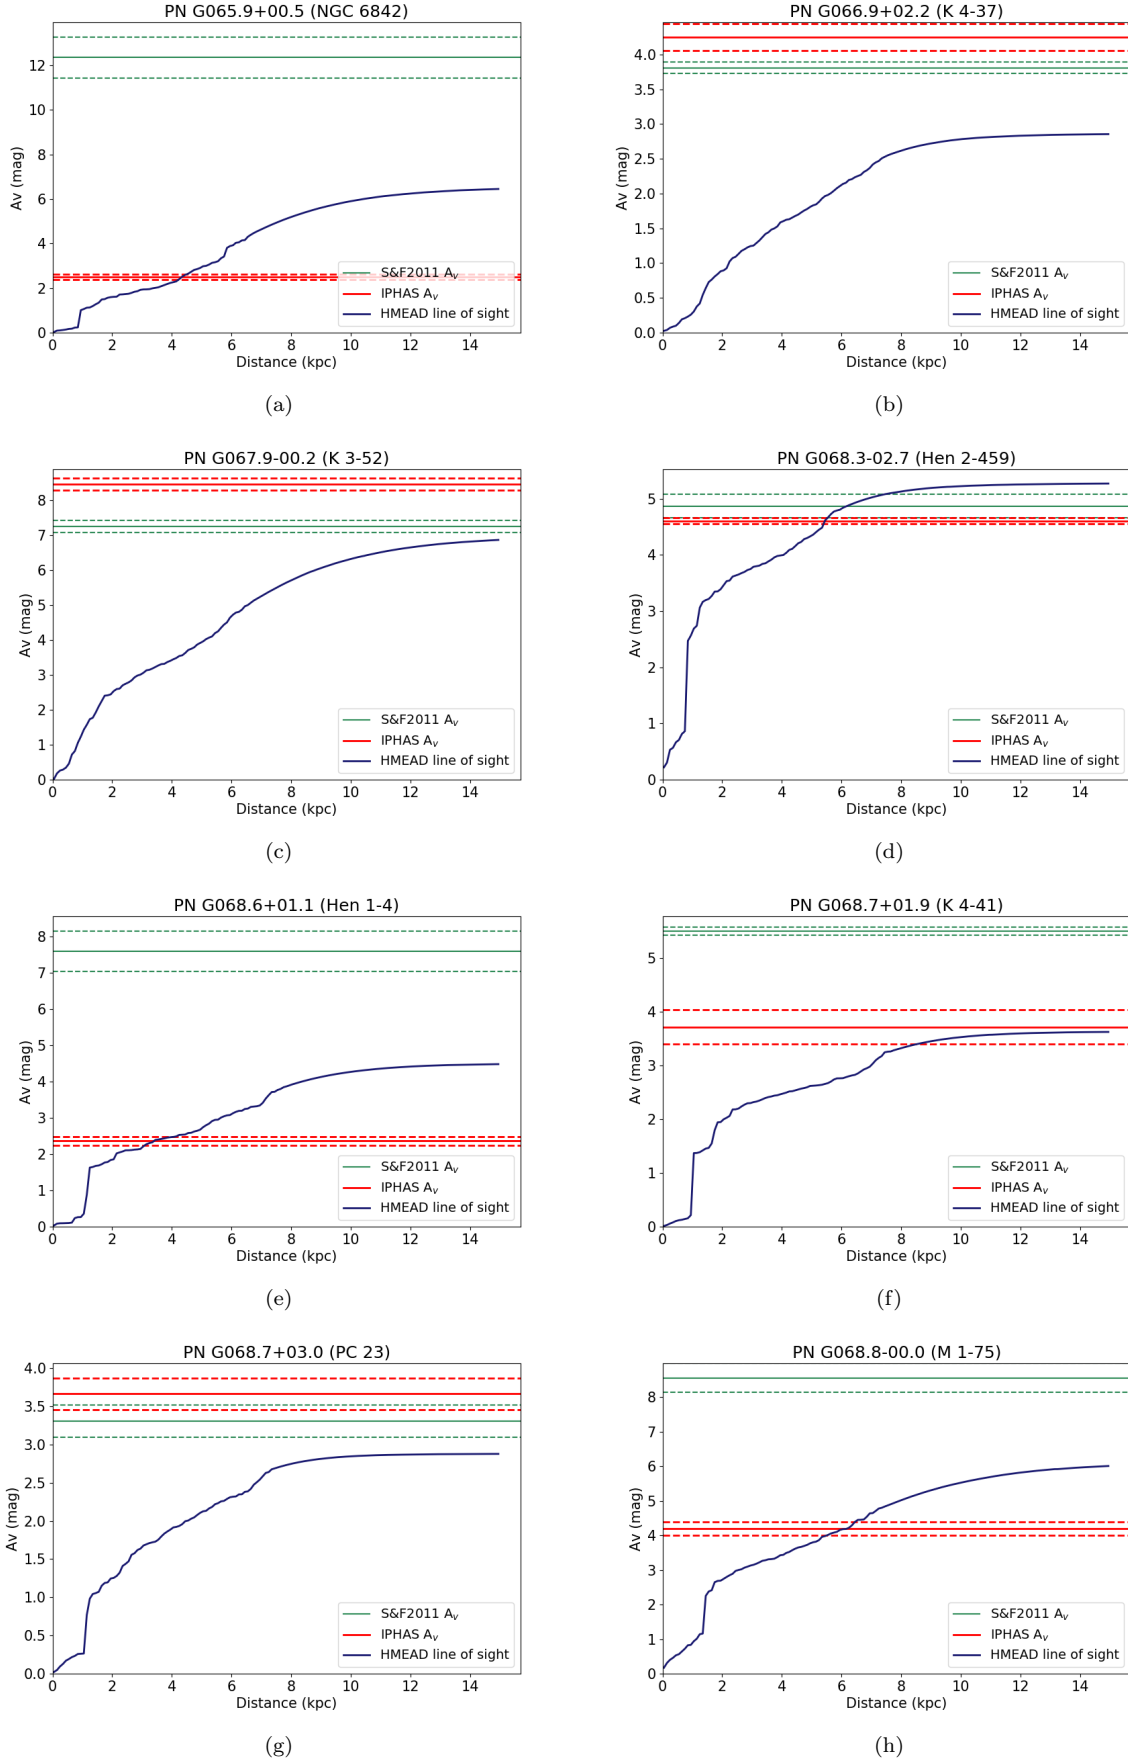 PN G065.9+00.5 (NGC 6842)
Av (mag)
12
10
8
6
4
2
0
S&F2011 Av
IPHAS Av
HMEAD line of sight
0 2 4 6 8 10 12 14
Distance (kpc)
(a)
PN G066.9+02.2 (K 4-37)
Av (mag)
4.0
3.5
3.0
2.5
2.0
1.5
1.0
0.5
0.0
S&F2011 Av
IPHAS Av
HMEAD line of sight
0 2 4 6 8 10 12 14
Distance (kpc)
(b)
PN G067.9-00.2 (K 3-52)
Av (mag)
8
7
6
5
4
3
2
1
0
S&F2011 Av
IPHAS Av
HMEAD line of sight
0 2 4 6 8 10 12 14
Distance (kpc)
(c)
PN G068.3-02.7 (Hen 2-459)
Av (mag)
5
4
3
2
1
0
S&F2011 Av
IPHAS Av
HMEAD line of sight
0 2 4 6 8 10 12 14
Distance (kpc)
(d)
PN G068.6+01.1 (Hen 1-4)
Av (mag)
8
7
6
5
4
3
2
1
0
S&F2011 Av
IPHAS Av
HMEAD line of sight
0 2 4 6 8 10 12 14
Distance (kpc)
(e)
PN G068.7+01.9 (K 4-41)
Av (mag)
5
4
3
2
1
0
S&F2011 Av
IPHAS Av
HMEAD line of sight
0 2 4 6 8 10 12 14
Distance (kpc)
(f)
PN G068.7+03.0 (PC 23)
Av (mag)
4.0
3.5
3.0
2.5
2.0
1.5
1.0
0.5
0.0
S&F2011 Av
IPHAS Av
HMEAD line of sight
0 2 4 6 8 10 12 14
Distance (kpc)
(g)
PN G068.8-00.0 (M 1-75)
Av (mag)
8
7
6
5
4
3
2
1
0
S&F2011 Av
IPHAS Av
HMEAD line of sight
0 2 4 6 8 10 12 14
Distance (kpc)
(h)